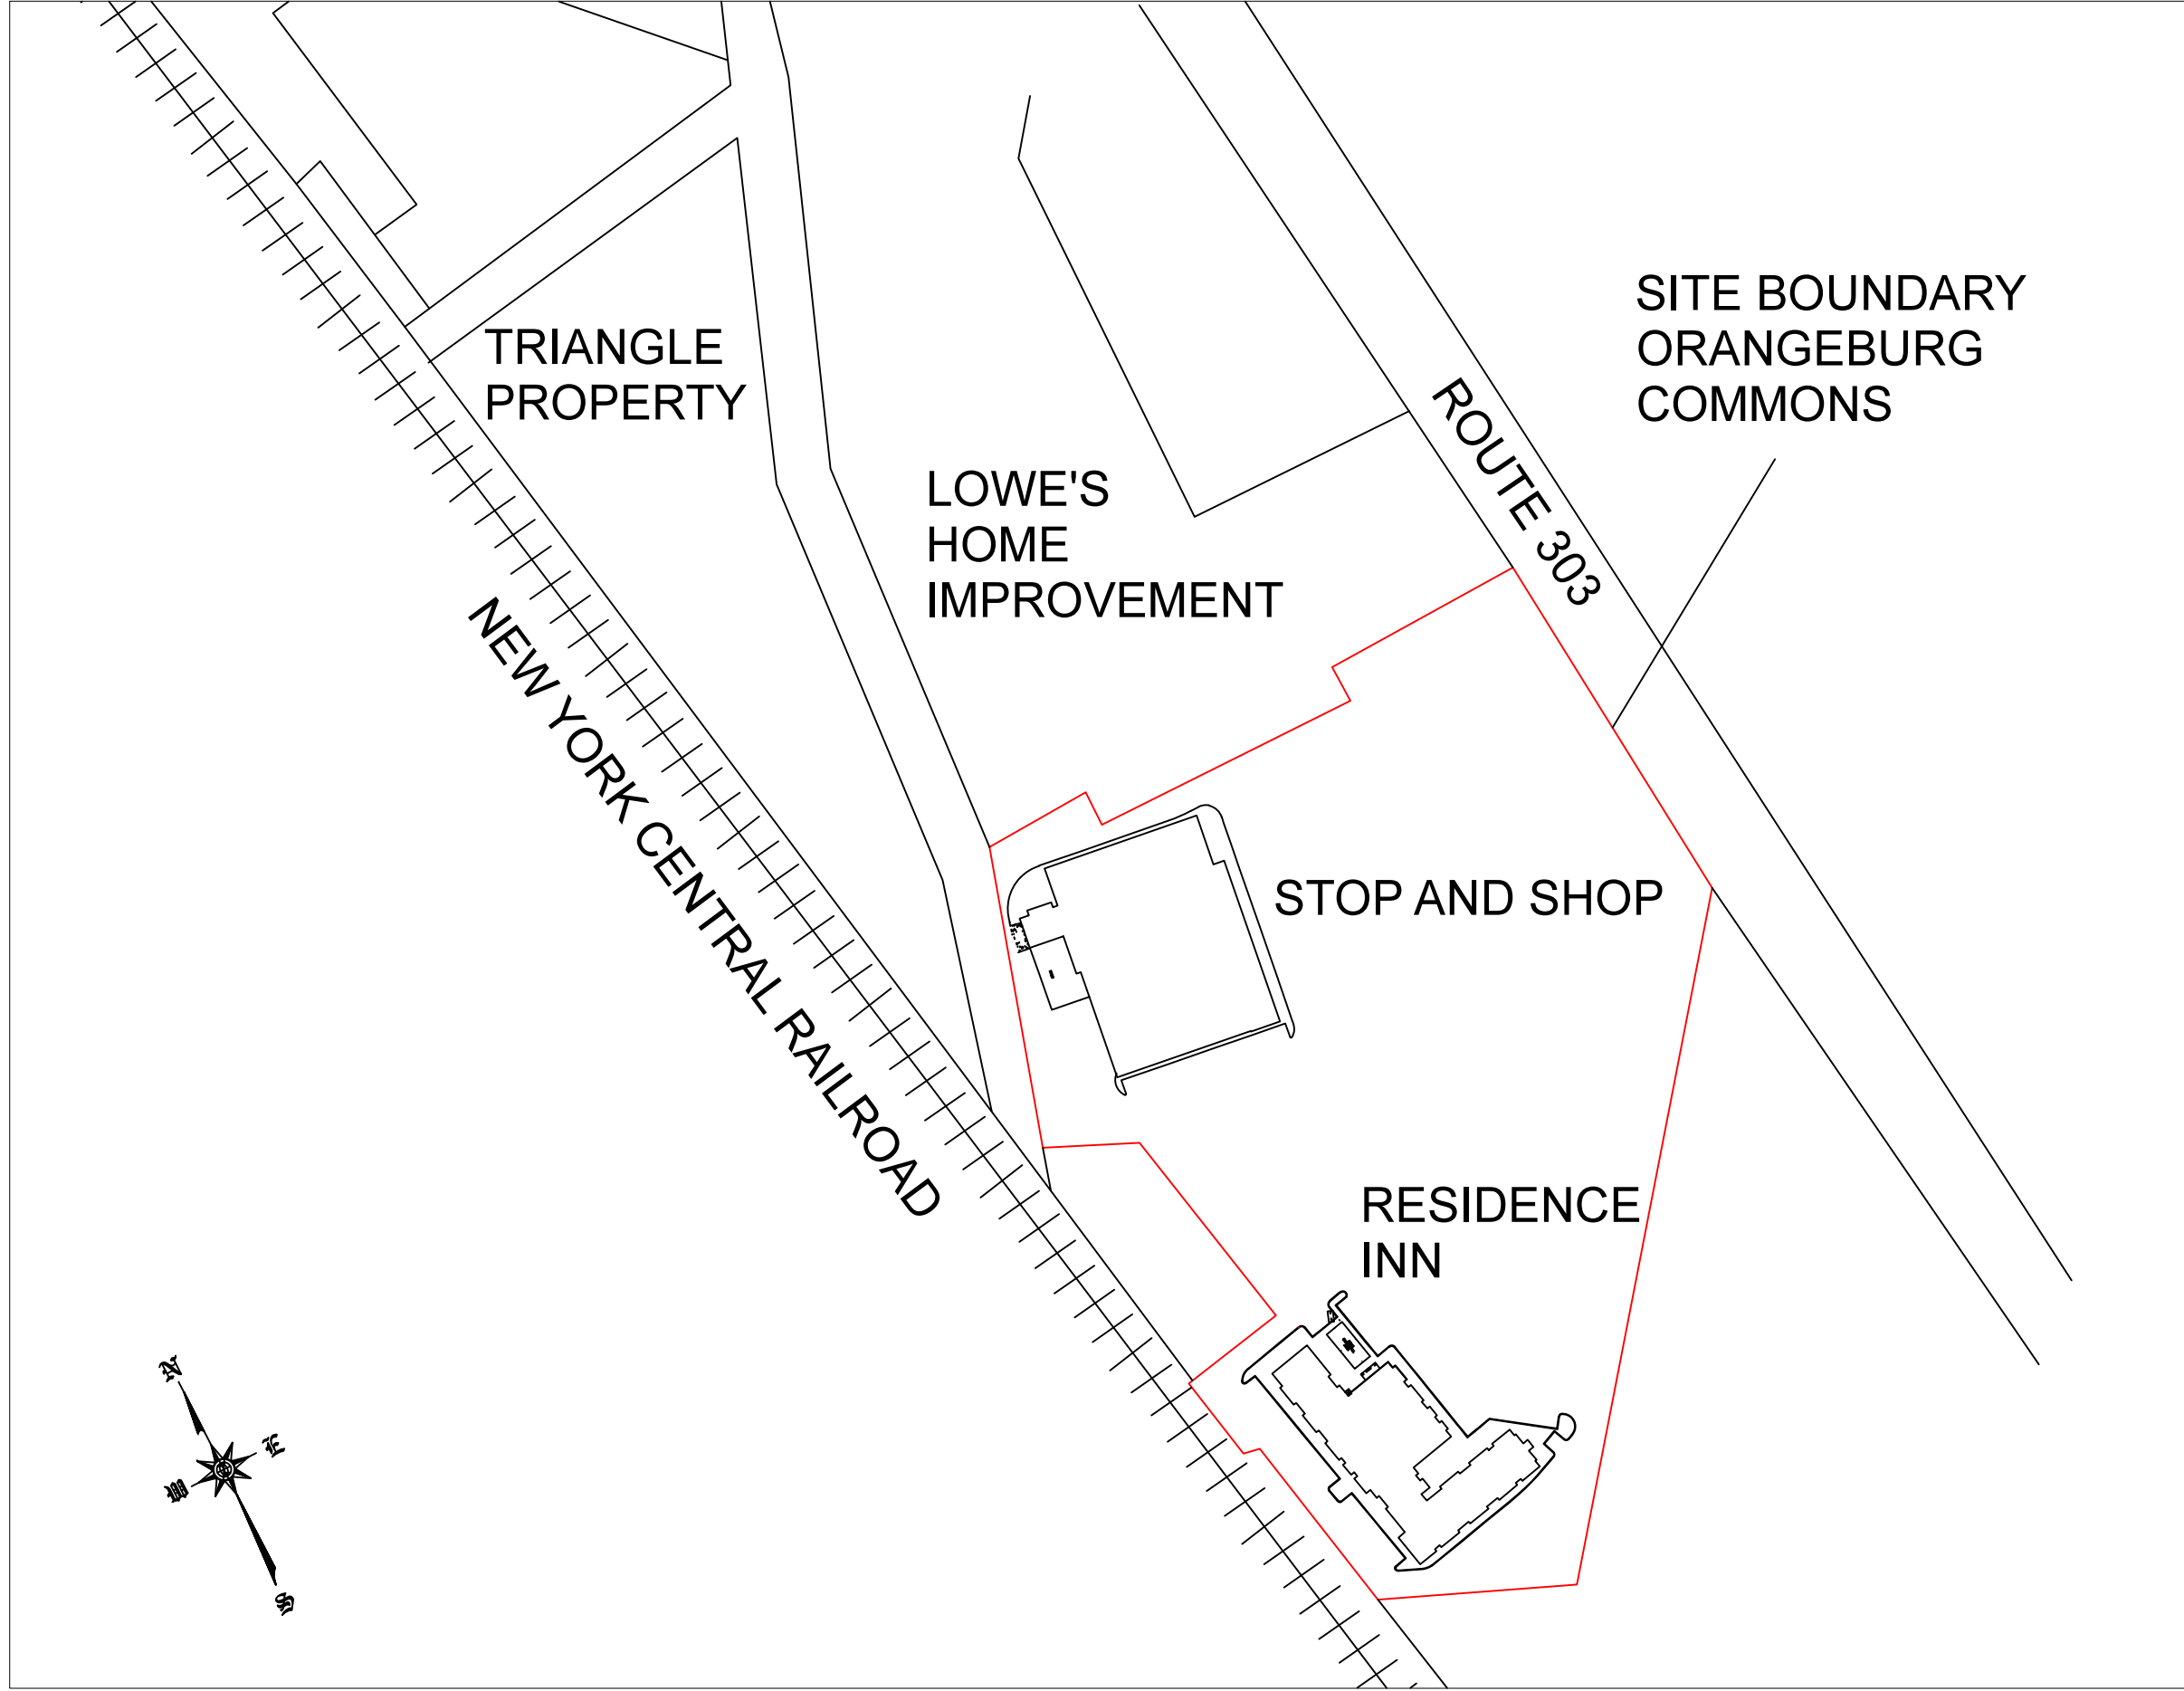 SITE BOUNDARY
ORANGEBURG
COMMONS
TRIANGLE
PROPERTY
ROUTE 303
LOWE'S
HOME
IMPROVEMENT
NEW YORK CENTRAL RAILROAD
STOP AND SHOP
RESIDENCE
INN
N
E
W
S